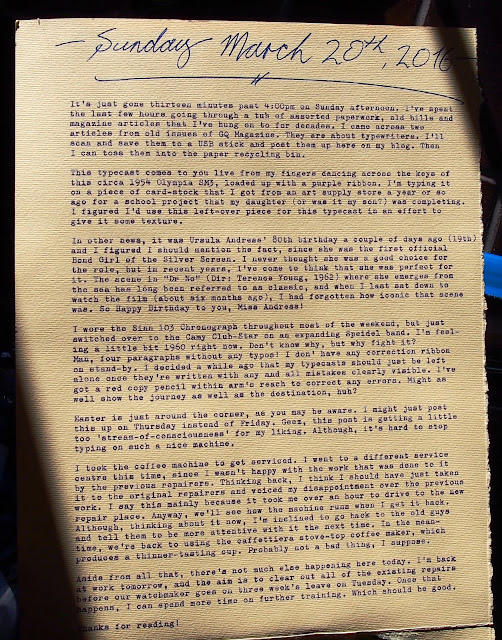 Sunday March 20th, 2016
It's just gone thirteen minutes past 4:00pm on Sunday afternoon. I've spent
the last few hours going through a tub of assorted paperwork, old bills and
magazine articles that I've hung on to for decades. I came across two
articles from old issues of GQ Magazine. They are about typewriters. I'll
scan and save them to a USB stick and post them up here on my blog. Then
I can toss them into the paper recycling bin.
This typecast comes to you live from my fingers dancing across the keys of
this circa 1954 Olympia SM3, loaded up with a purple ribbon. I'm typing it
on a piece of card-stock that I got from an art supply store a year or so
ago for a school project that my daughter (or was it my son?) was completing.
I figured I'd use this left-over piece for this typecast in an effort to
give it some texture.
In other news, it was Ursula Andress' 80th birthday a couple of days ago (19th)
and I figured I should mention the fact, since she was the first official
Bond Girl of the Silver Screen. I never thought she was a good choice for
the role, but in recent years, I've come to think that she was perfect for
it. The scene in "Dr No" (Dir: Terence Young, 1962) where she emerges from
the sea has long been referred to as classic, and when I last sat down to
watch the film (about six months ago), I had forgotten how iconic that scene
was. So Happy Birthday to you, Miss Andress!
I wore the Sinn 103 Chronograph throughout most of the weekend, but just
switched over to the Camy Club-Star on an expanding Speidel band. I'm feel-
ing a little bit 1960 right now. Don't know why, but why fight it?
Man, four paragraphs without any typos! I don' have any correction ribbon
on stand-by. I decided a while ago that my typecasts should just be left
alone once they're written with any and all mistakes clearly visible. I've
got a red copy pencil within arm's reach to correct any errors. Might as
well show the journey as well as the destination, huh?
Easter is just around the corner, as you may be aware. I might just post
this up on Thursday instead of Friday. Geez, this post is getting a little
too 'stream-of-consciousness' for my liking. Although, it's hard to stop
typing on such a nice machine.
I took the coffee machine to get serviced. I went to a different service
centre this time, since I wasn't happy with the work that was done to it
by the previous repairers. Thinking back, I think I should have just taken
it to the original repairers and voiced my disappointment over the previous
work. I say this mainly because it took me over an hour to drive to the new
repair place. Anyway, we'll see how the machine runs when I get it back.
Although, thinking about it now, I'm inclined to go back to the old guys
and tell them to be more attentive with it the next time. In the mean-
time, we're back to using the caffettiera stove-top coffee maker, which
produces a thinner-tasting cup. Probably not a bad thing, I suppose.
Aside from all that, there's not much else happening here today. I'm back
at work tomorrow, and the aim is to clear out all of the existing repairs
before our watchmaker goes on three week's leave on Tuesday. Once that
happens, I can spend more time on further training. Which should be good.
Thanks for reading!